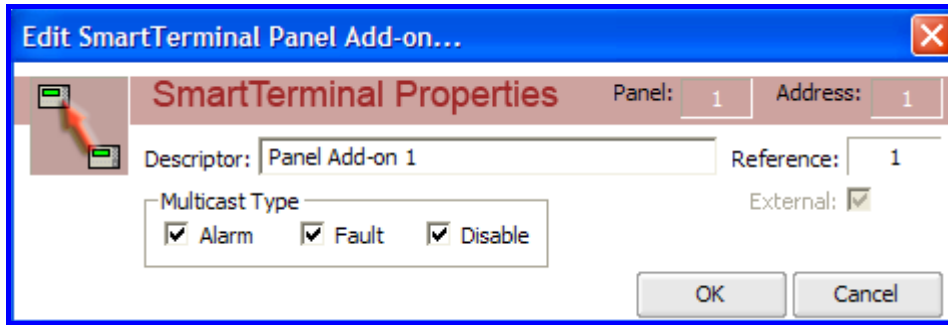 Edit SmartTerminal Panel Add-on...
SmartTerminal Properties Panel: 1 Address: 1
Descriptor: Panel Add-on 1 Reference: 1
Multicast Type External:
Alarm Fault Disable
OK Cancel